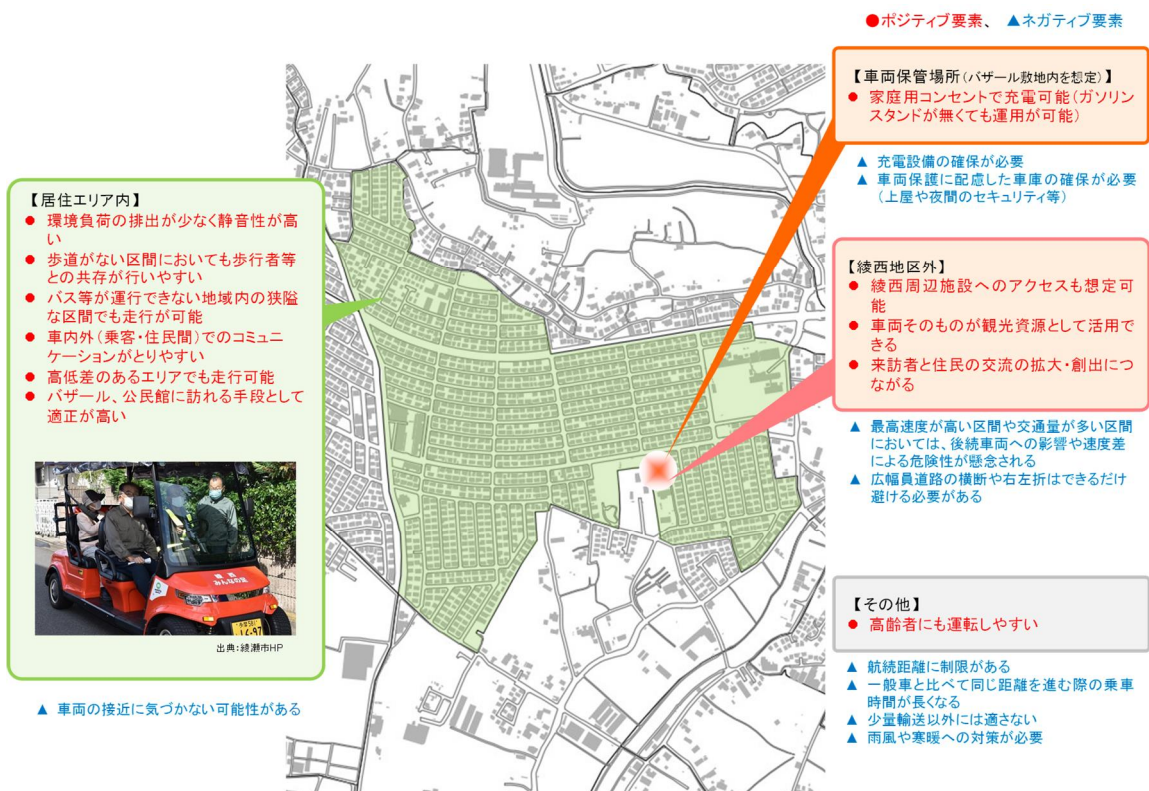 ●ポジティブ要素、 ▲ネガティブ要素
【車両保管場所(バザール敷地内を想定)】
● 家庭用コンセントで充電可能(ガソリン
スタンドが無くても運用が可能)
▲ 充電設備の確保が必要
▲ 車両保護に配慮した車庫の確保が必要
(上屋や夜間のセキュリティ等)
【居住エリア内】
● 環境負荷の排出が少なく静音性が高
い
● 歩道がない区間においても歩行者等
との共存が行いやすい
● バス等が運行できない地域内の狭隘
な区間でも走行が可能
● 車内外(乗客・住民間)でのコミュニ
ケーションがとりやすい
● 高低差のあるエリアでも走行可能
● バザール、公民館に訪れる手段として
適正が高い
綾西
みんなの足
16-97
出典:綾瀬市HP
▲ 車両の接近に気づかない可能性がある
【綾西地区外】
● 綾西周辺施設へのアクセスも想定可
能
● 車両そのものが観光資源として活用で
きる
● 来訪者と住民の交流の拡大・創出につ
ながる
▲ 最高速度が高い区間や交通量が多い区間
においては、後続車両への影響や速度差
による危険性が懸念される
▲ 広幅員道路の横断や右左折はできるだけ
避ける必要がある
【その他】
● 高齢者にも運転しやすい
▲ 航続距離に制限がある
▲ 一般車と比べて同じ距離を進む際の乗車
時間が長くなる
▲ 少量輸送以外には適さない
▲ 雨風や寒暖への対策が必要